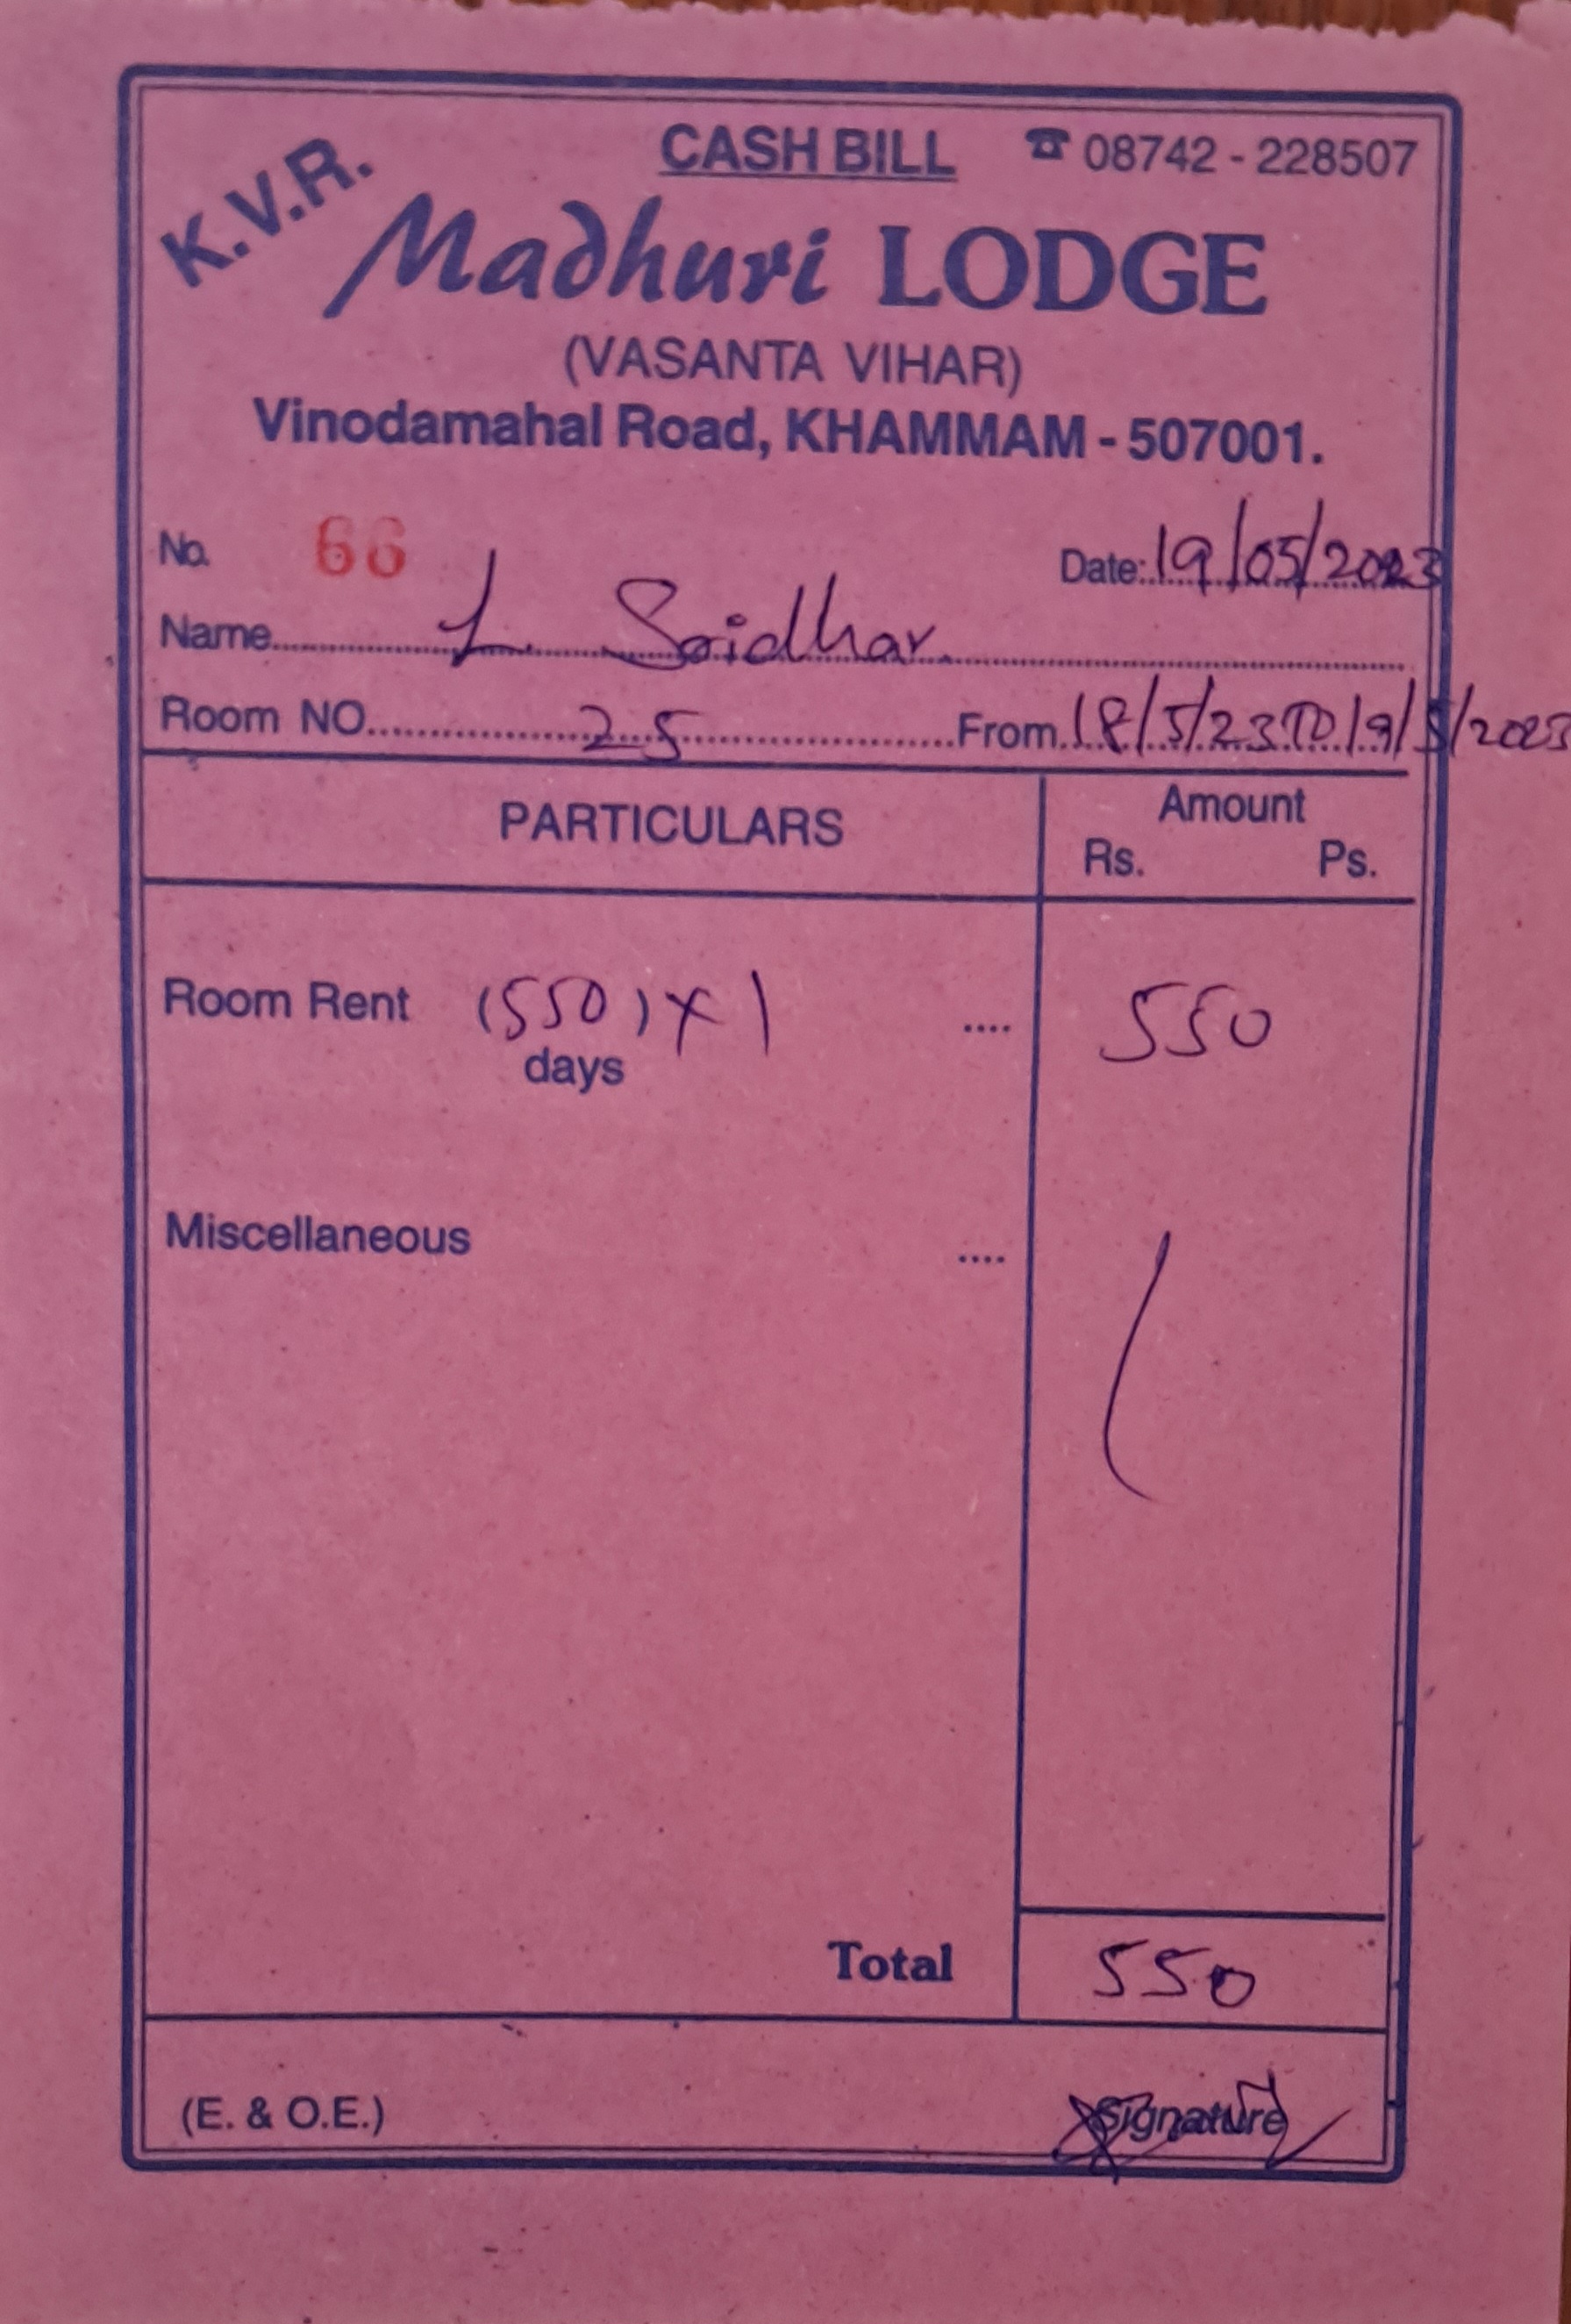 K.V.R.
CASH BILL ☎ 08742 - 228507
Madhuri LODGE
(VASANTA VIHAR)
Vinodamahal Road, KHAMMAM - 507001.
No. 66 Date: 19/05/2023
Name L. Sridhar.
Room NO. 25 From 18/5/23 TO 19/5/2023
PARTICULARS Amount
Rs. Ps.
Room Rent (550) x 1 .... 550
days
Miscellaneous ....
Total 550
(E. & O.E.) Signature